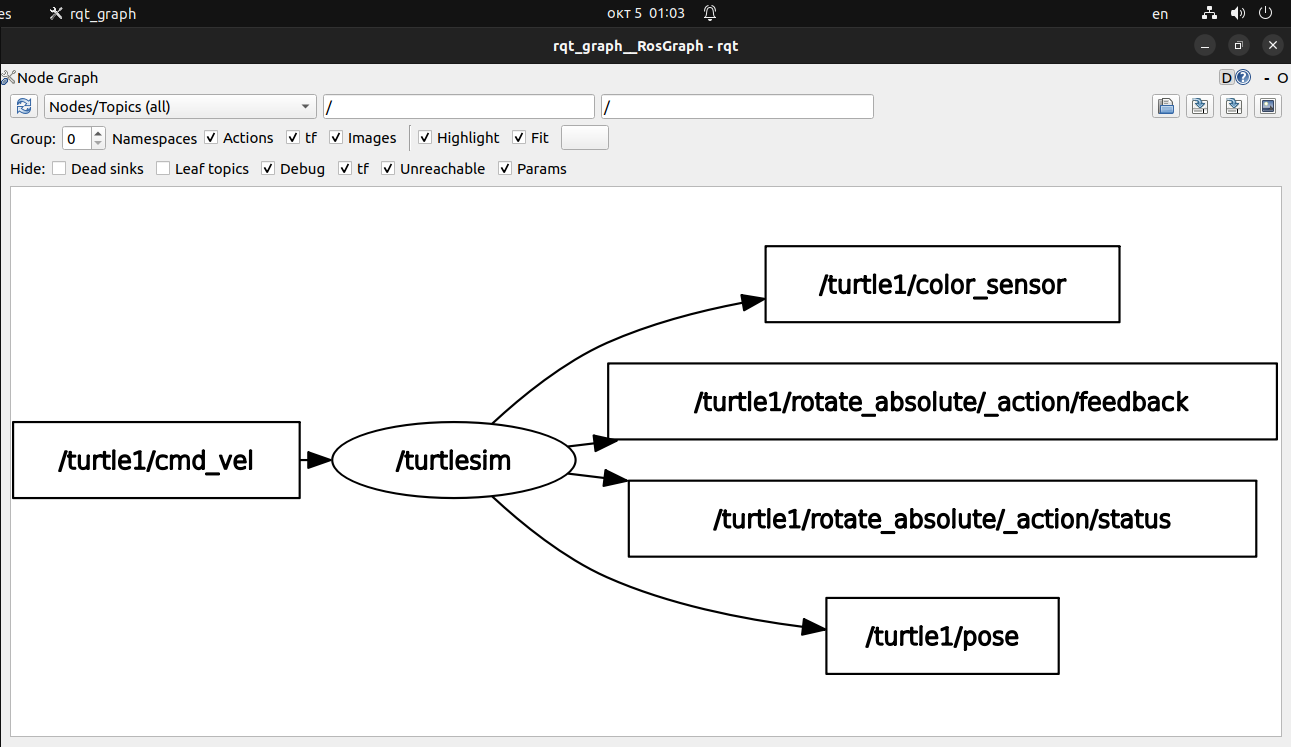 es rqt_graph окт 5 01:03 en
rqt_graph__RosGraph - rqt
Node Graph D ? - O
Nodes/Topics (all) / /
Group: 0 Namespaces Actions tf Images Highlight Fit
Hide: Dead sinks Leaf topics Debug tf Unreachable Params
/turtle1/color_sensor
/turtle1/rotate_absolute/_action/feedback
/turtle1/cmd_vel /turtlesim
/turtle1/rotate_absolute/_action/status
/turtle1/pose